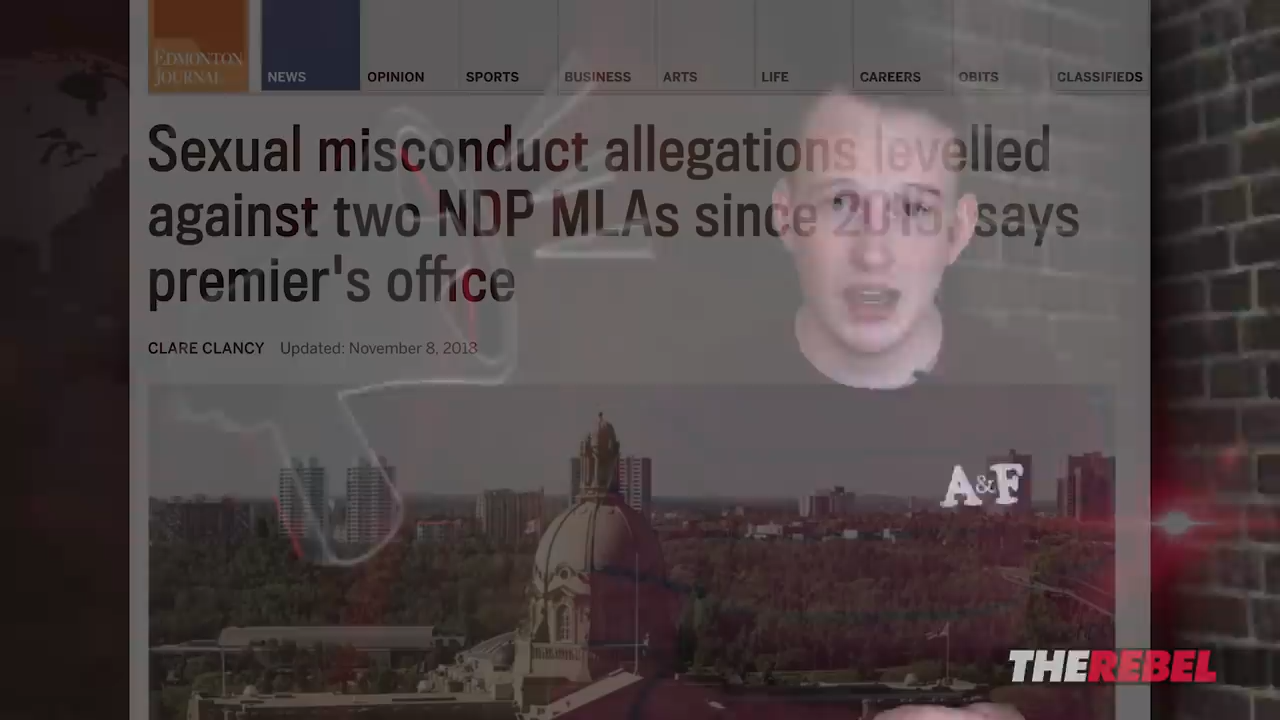 EDMONTON
JOURNAL
NEWS
OPINION
SPORTS
BUSINESS
ARTS
LIFE
CAREERS
OBITS
CLASSIFIEDS
Sexual misconduct allegations levelled
against two NDP MLAs since says
premier's office
CLARE CLANCY Updated: November 8, 2018
A&F
THEREBEL